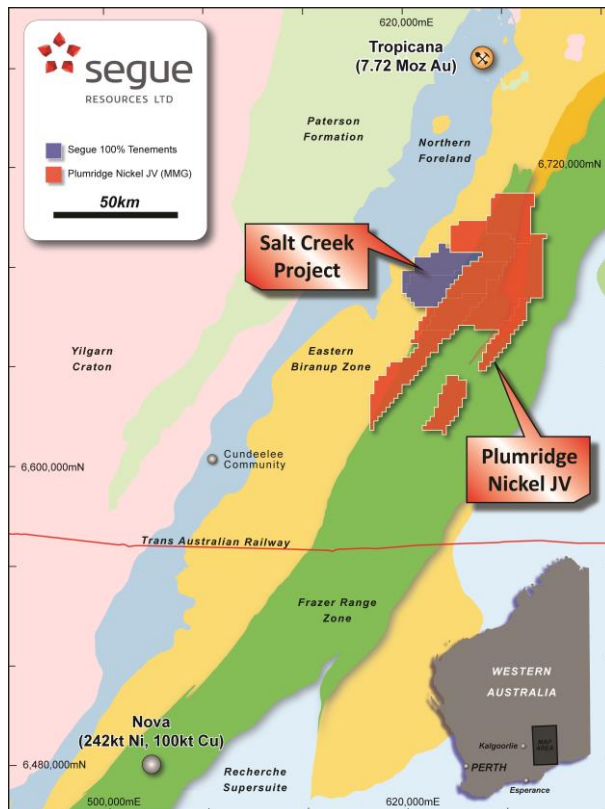 620,000mE
segue
RESOURCES LTD
Segue 100% Tenements
Plumridge Nickel JV (MMG)
50km
Tropicana
(7.72 Moz Au)
Paterson
Formation
Northern
Foreland
6,720,000mN
Salt Creek
Project
Yilgarn
Craton
Eastern
Biranup Zone
Plumridge
Nickel JV
Cundeelee
Community
6,600,000mN
Trans Australian Railway
Frazer Range
Zone
WESTERN
AUSTRALIA
Kalgoorlie
MAP
AREA
PERTH
Esperance
Nova
(242kt Ni, 100kt Cu)
6,480,000mN
Recherche
Supersuite
500,000mE
620,000mE